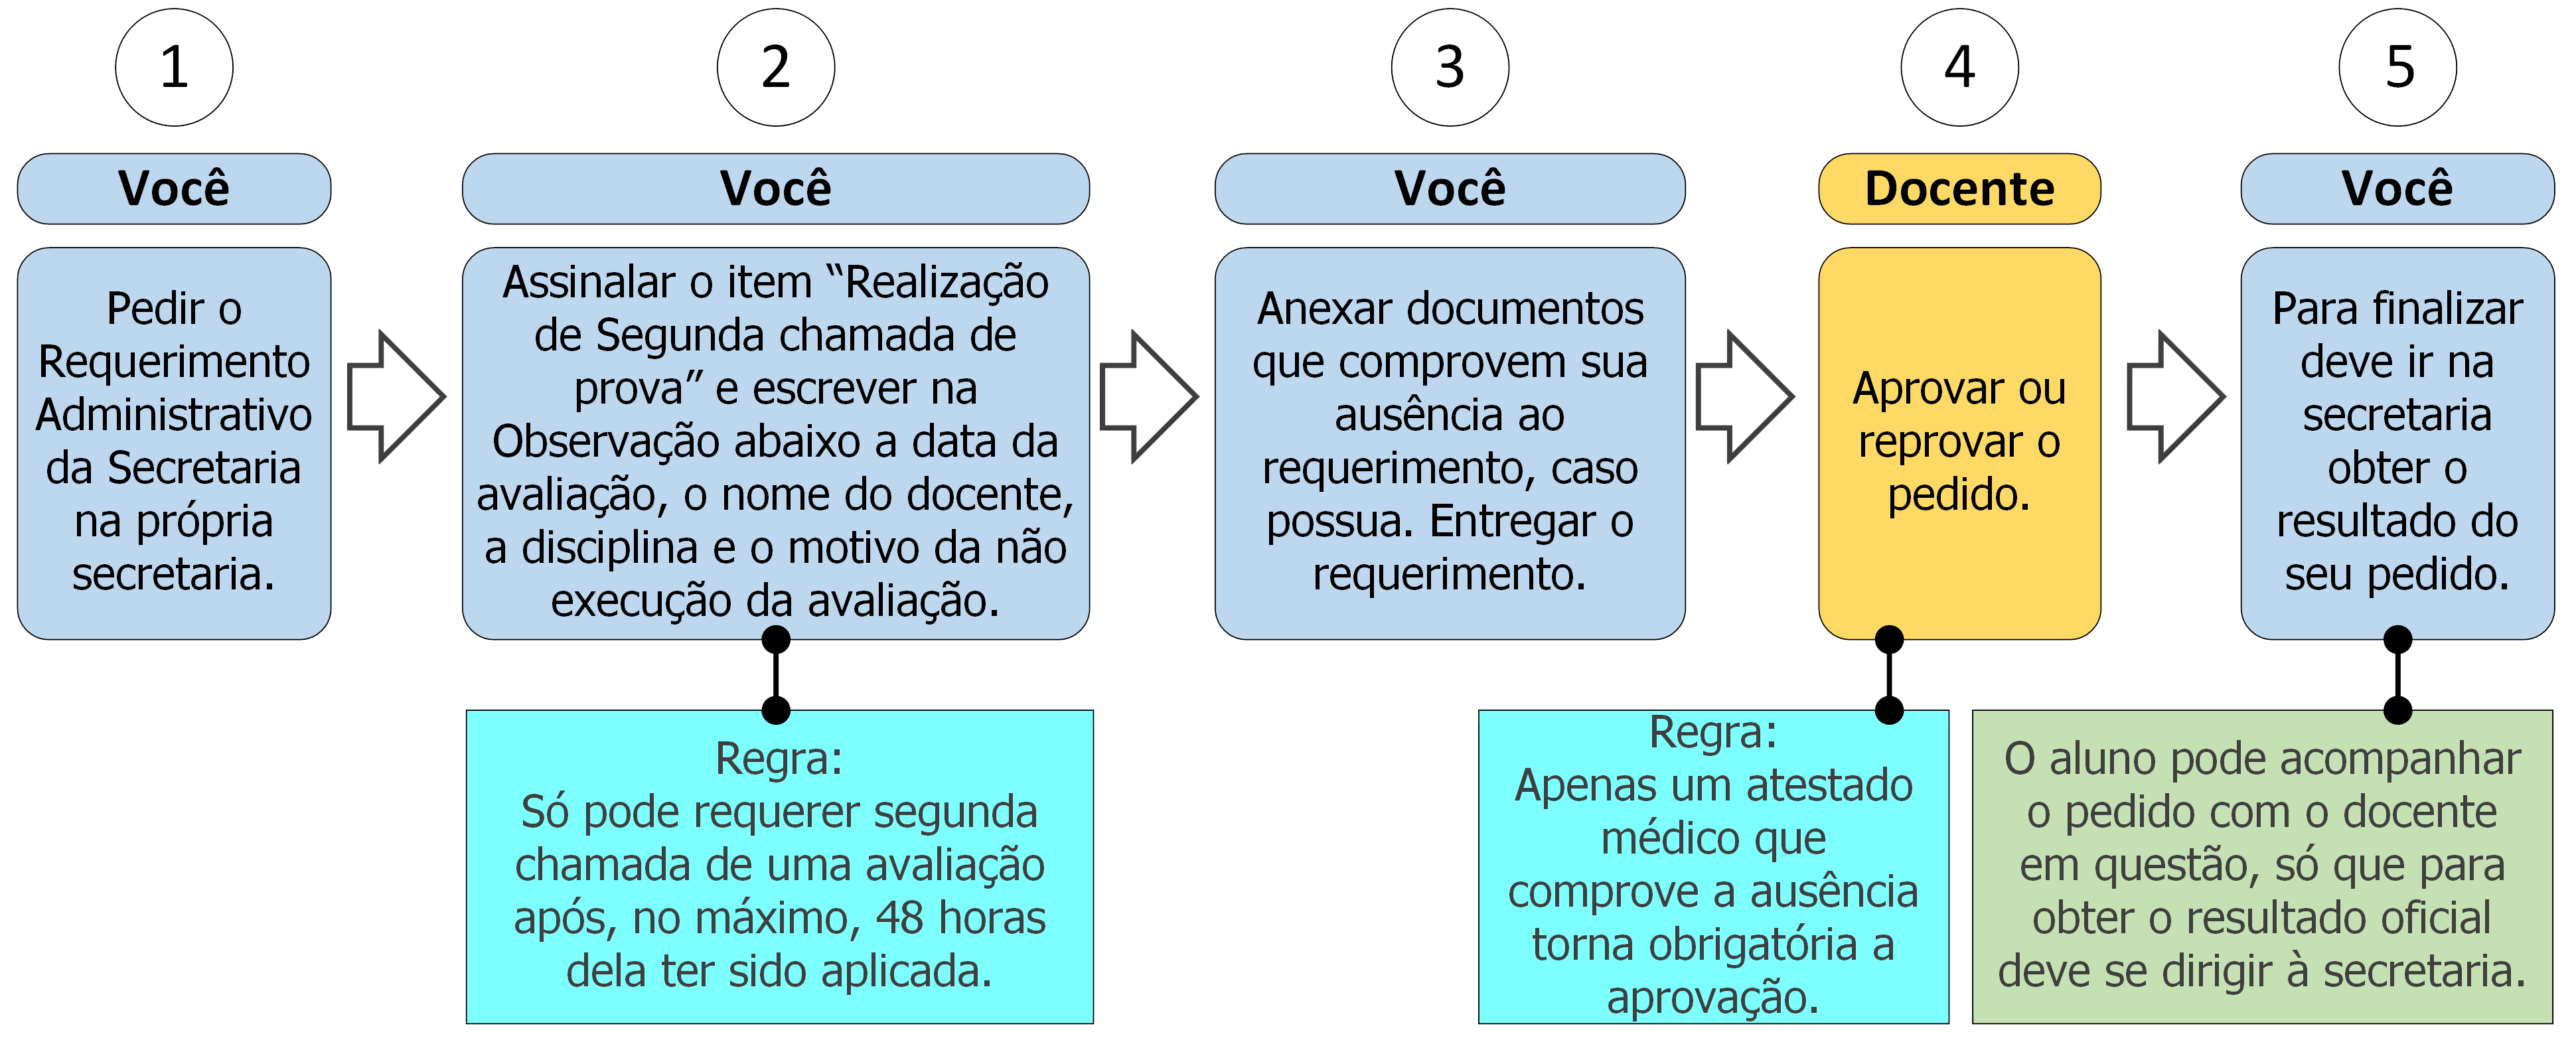 1
Você
Pedir o
Requerimento
Administrativo
da Secretaria
na própria
secretaria.
2
Você
Assinalar o item “Realização
de Segunda chamada de
prova” e escrever na
Observação abaixo a data da
avaliação, o nome do docente,
a disciplina e o motivo da não
execução da avaliação.
Regra:
Só pode requerer segunda
chamada de uma avaliação
após, no máximo, 48 horas
dela ter sido aplicada.
3
Você
Anexar documentos
que comprovem sua
ausência ao
requerimento, caso
possua. Entregar o
requerimento.
4
Docente
Aprovar ou
reprovar o
pedido.
Regra:
Apenas um atestado
médico que
comprove a ausência
torna obrigatória a
aprovação.
5
Você
Para finalizar
deve ir na
secretaria
obter o
resultado do
seu pedido.
O aluno pode acompanhar
o pedido com o docente
em questão, só que para
obter o resultado oficial
deve se dirigir à secretaria.